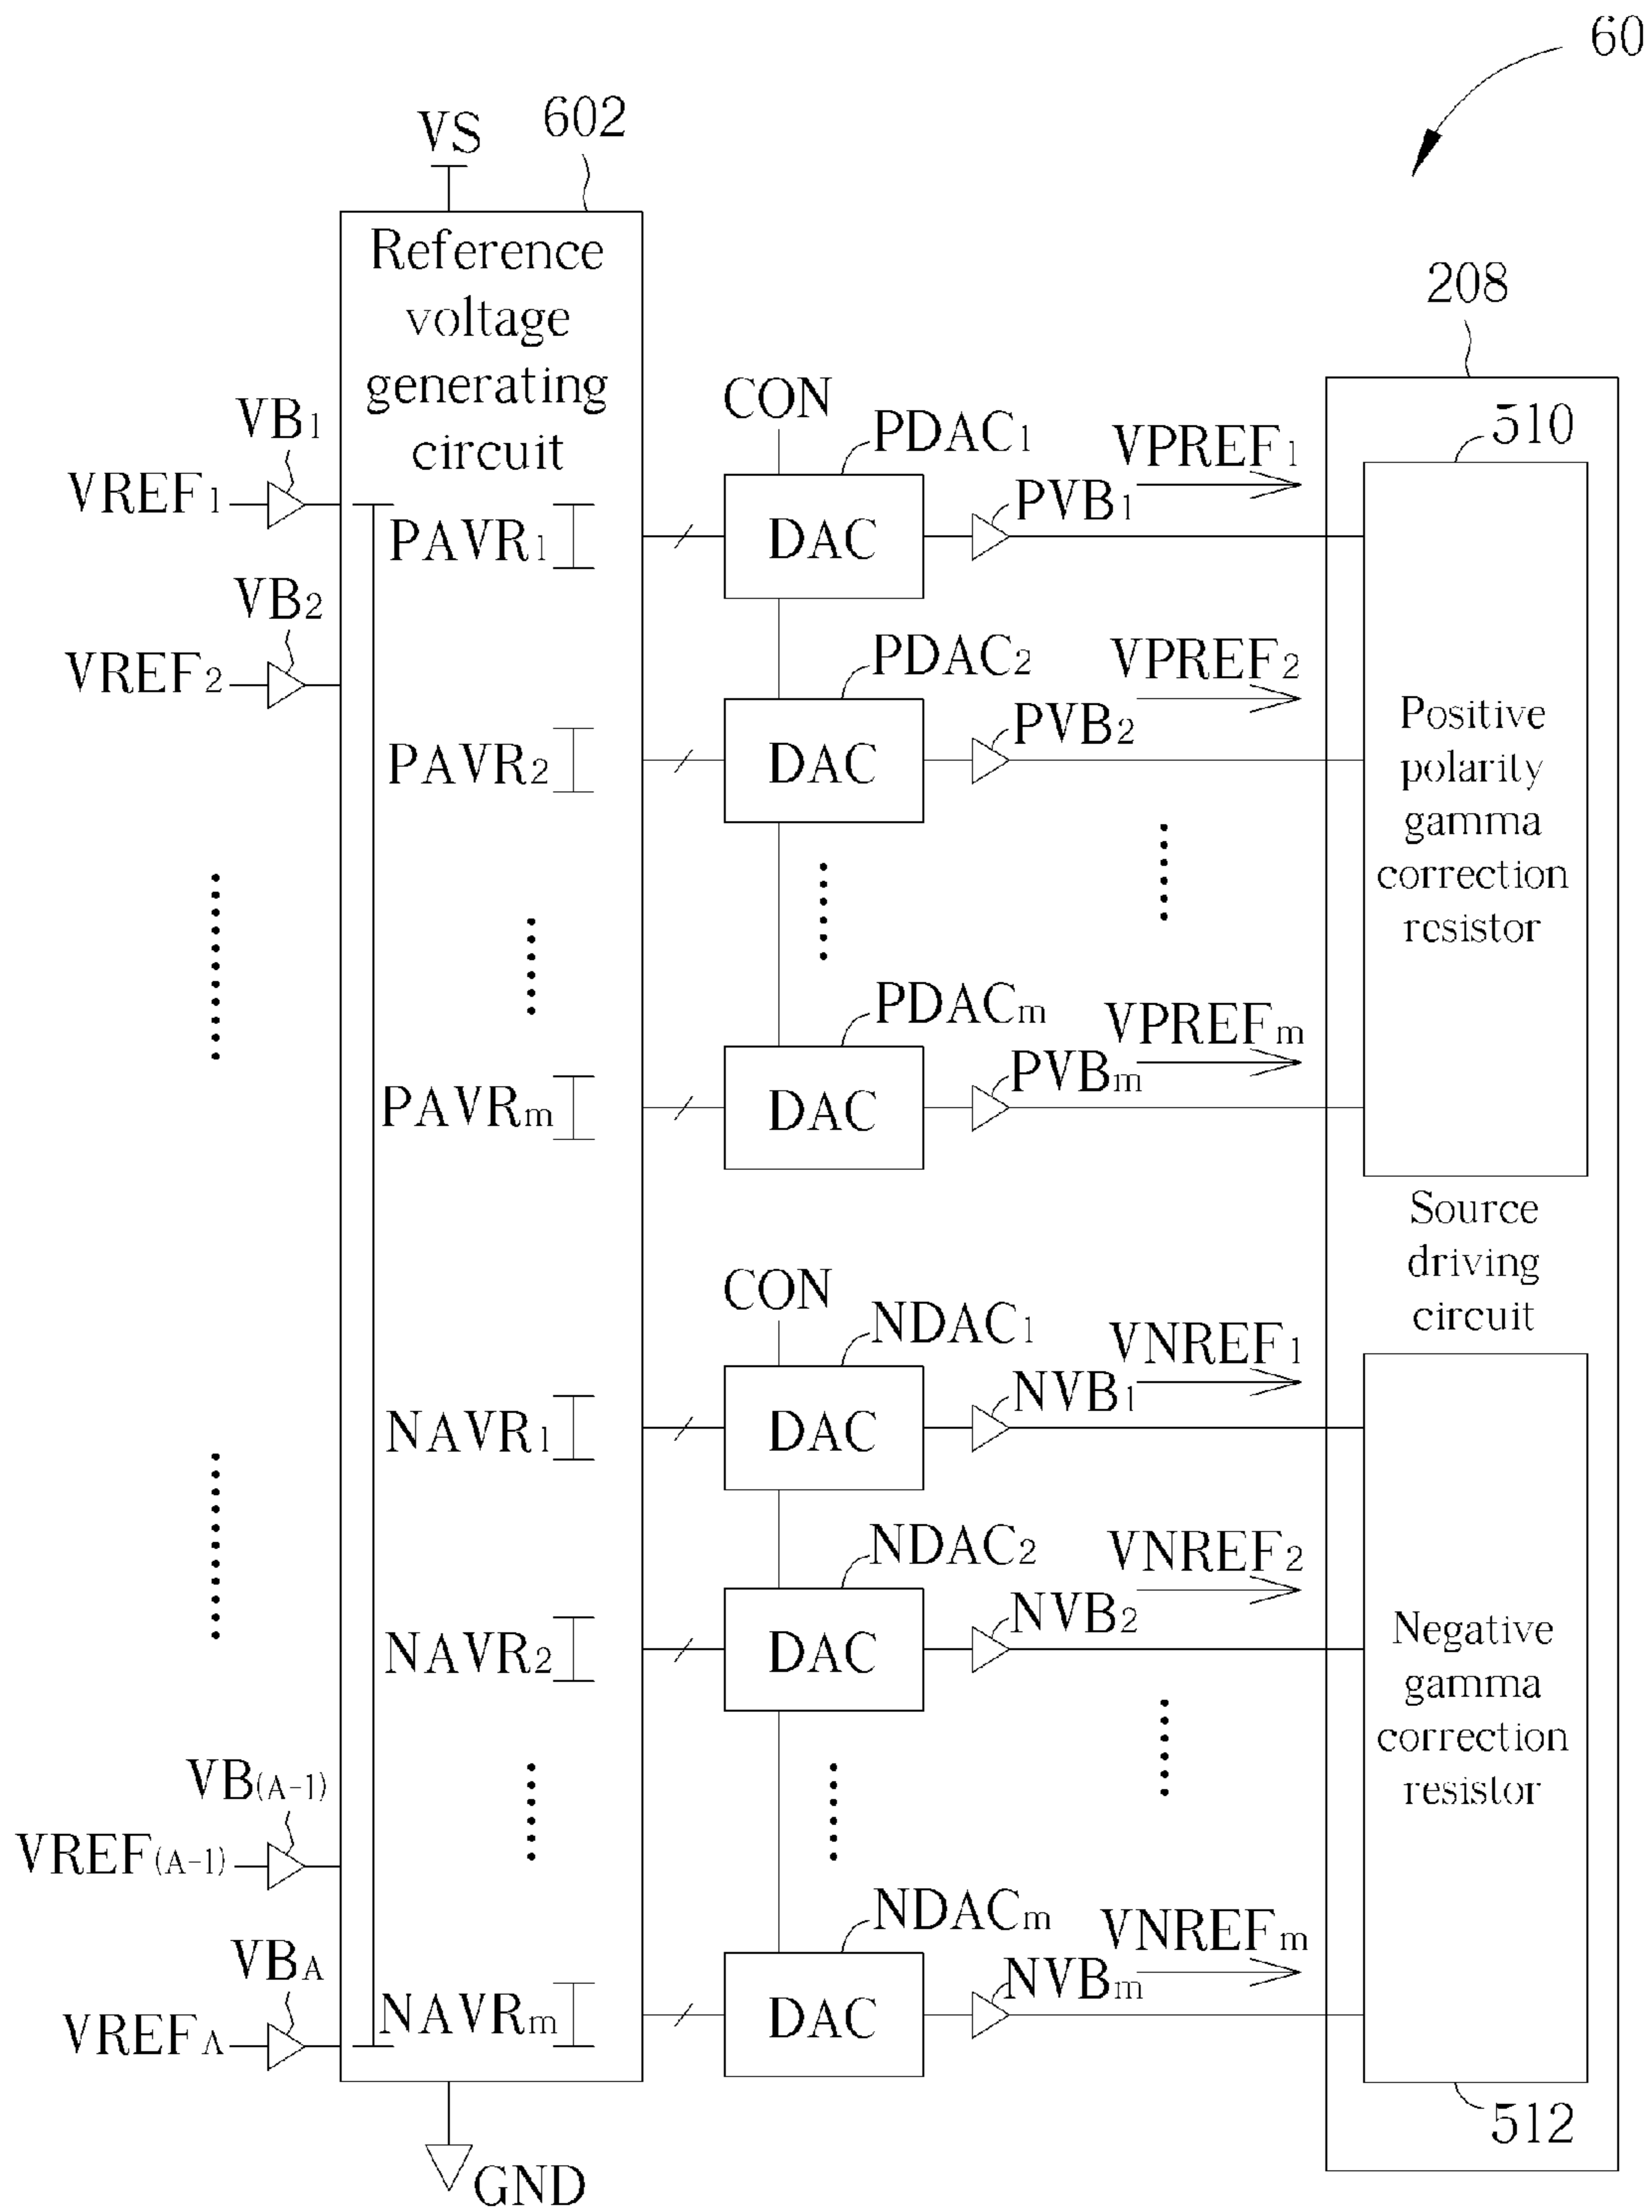 60
VS
602
Reference
voltage
generating
circuit
208
VB1
VREF1
CON
PDAC1
VPREF1
510
PAVR1
DAC
PVB1
VB2
VREF2
PDAC2
VPREF2
PAVR2
DAC
PVB2
Positive
polarity
gamma
correction
resistor
PDACm
VPREFm
PAVRm
DAC
PVBm
Source
driving
circuit
CON
NDAC1
VNREF1
NAVR1
DAC
NVB1
NDAC2
VNREF2
NAVR2
DAC
NVB2
Negative
gamma
correction
resistor
VB(A-1)
VREF(A-1)
NDACm
VNREFm
VBA
VREFA
NAVRm
DAC
NVBm
512
GND